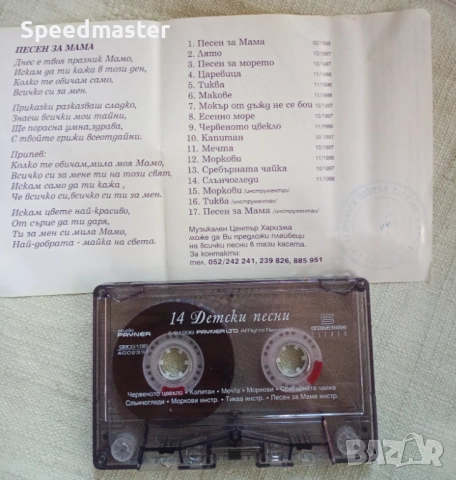 Speedmaster
ПЕСЕН ЗА МАМА
Днес е твоя празник Мамо,
Искам да ти кажа в този ден,
Колко те обичам само,
Всичко си за мен.
Приказки разказваш сладко,
Знаеш всички мои тайни,
Ще порасна умна,здрава,
С твойте грижи всеотдайни.
Припев:
Колко те обичам,мила моя Мамо,
Всичко си за мене ти на този свят,
Искам само да ти кажа ,
Че всичко си,всичко си ти за мен.
Искам цвете най-красиво,
От сърце да ти даря,
Ти за мен си мила Мамо,
Най-добрата - майка на света.
1. Песен за Мама
2. Лято
3. Песен за морето
4. Царевица
5. Тиква
6. Макове
7. Мокър от дъжд не се бои
8. Есенно море
9. Червеното цвекло
10. Капитан
11. Мечта
12. Моркови
13. Сребърната чайка
14. Слънчогледи
15. Моркови /инструментал/
16. Тиква /инструментал/
17. Песен за Мама /инструментал/
Музикален Център Харизма
може да Ви предложи плейбеци
на всички песни в тази касета.
За контакти:
тел. 052/242 241, 239 826, 885 951
14 Детски песни
PAYNER
PAYNER LTD. All Rights
STEREO
Червеното цвекло • Капитан • Мечта • Моркови • Сребърната чайка
Слънчогледи • Моркови инстр. • Тиква инстр. • Песен за Мама инстр.
BAZAR
bg